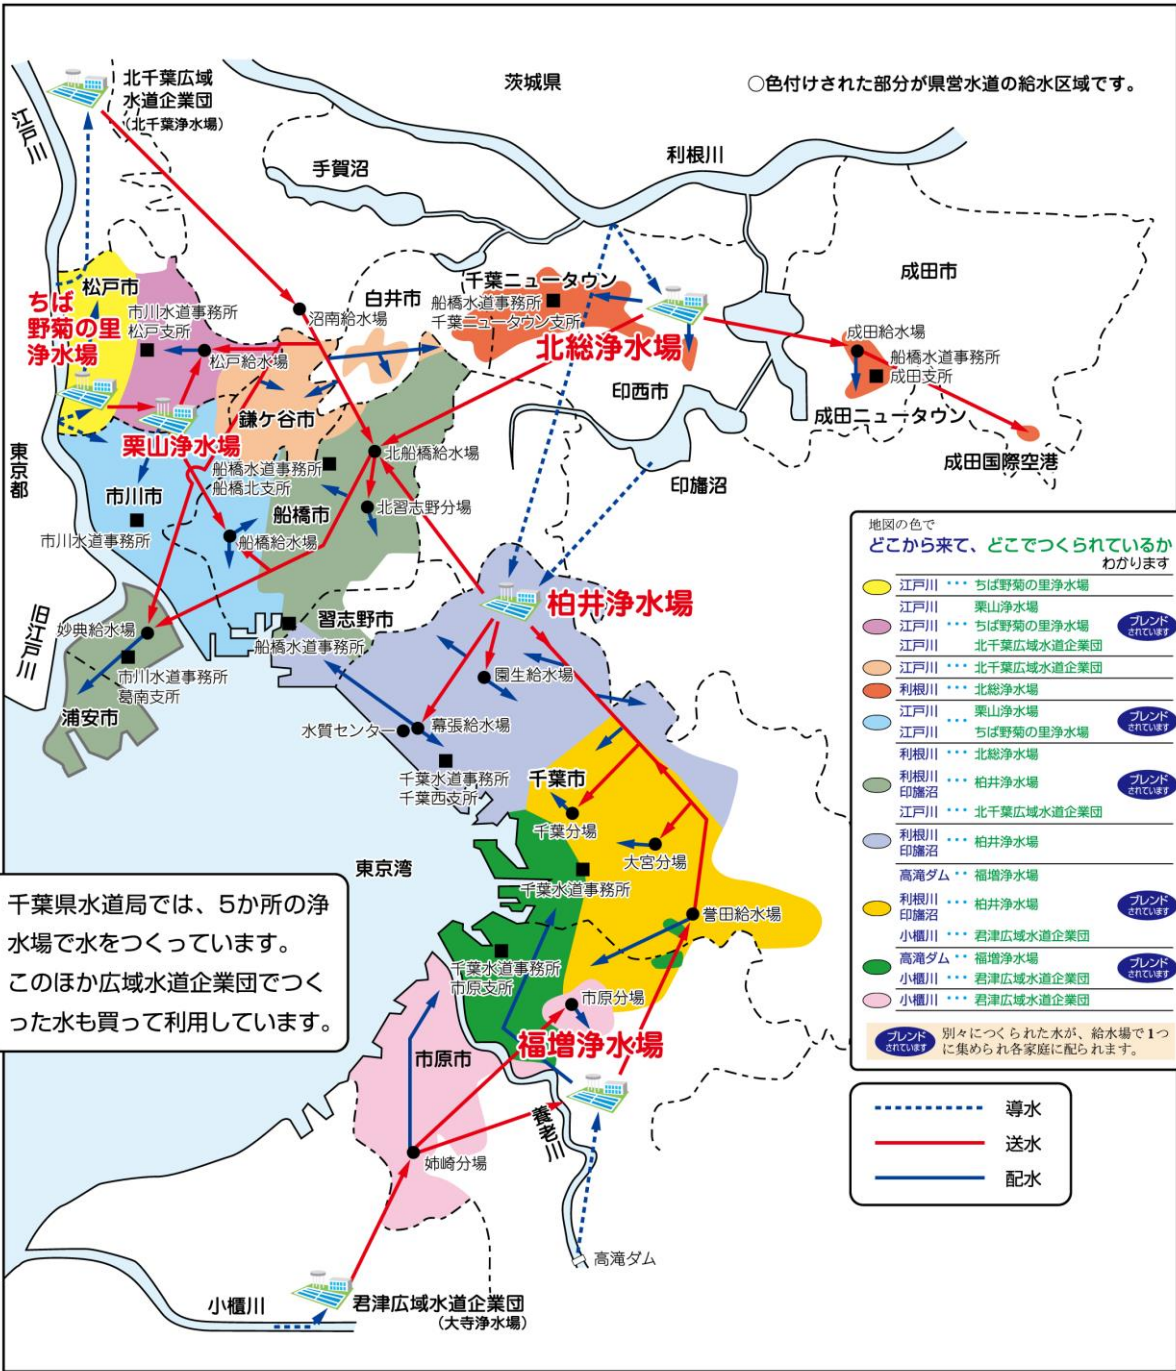 北千葉広域
水道企業団
(北千葉浄水場)
茨城県
○色付けされた部分が県営水道の給水区域です。
江戸川
手賀沼
利根川
成田市
松戸市
ちば
野菊の里
浄水場
市川水道事務所
松戸支所
沼南給水場
白井市
千葉ニュータウン
船橋水道事務所
千葉ニュータウン支所
北総浄水場
成田給水場
船橋水道事務所
成田支所
松戸給水場
印西市
成田ニュータウン
鎌ケ谷市
栗山浄水場
成田国際空港
東京都
船橋水道事務所
船橋北支所
北船橋給水場
印旛沼
市川市
市川水道事務所
船橋市
北習志野分場
船橋給水場
柏井浄水場
旧江戸川
妙典給水場
習志野市
船橋水道事務所
市川水道事務所
葛南支所
浦安市
園生給水場
水質センター
幕張給水場
千葉水道事務所
千葉西支所
千葉市
千葉分場
東京湾
大宮分場
千葉水道事務所
誉田給水場
千葉水道事務所
市原支所
市原分場
福増浄水場
市原市
養老川
姉崎分場
高滝ダム
小櫃川
君津広域水道企業団
(大寺浄水場)
千葉県水道局では、5か所の浄
水場で水をつくっています。
このほか広域水道企業団でつく
った水も買って利用しています。
地図の色で
どこから来て、どこでつくられているか
わかります
江戸川 ・・・ ちば野菊の里浄水場
江戸川 栗山浄水場
江戸川 ・・・ ちば野菊の里浄水場
江戸川 北千葉広域水道企業団
ブレンド
されています
江戸川 ・・・ 北千葉広域水道企業団
利根川 ・・・ 北総浄水場
江戸川 栗山浄水場
江戸川 ・・・ ちば野菊の里浄水場
ブレンド
されています
利根川 ・・・ 北総浄水場
利根川
印旛沼 ・・・ 柏井浄水場
江戸川 ・・・ 北千葉広域水道企業団
ブレンド
されています
利根川
印旛沼 ・・・ 柏井浄水場
高滝ダム ・・ 福増浄水場
利根川
印旛沼 ・・・ 柏井浄水場
小櫃川 ・・・ 君津広域水道企業団
ブレンド
されています
高滝ダム ・・ 福増浄水場
小櫃川 ・・・ 君津広域水道企業団
ブレンド
されています
小櫃川 ・・・ 君津広域水道企業団
ブレンド
されています
別々につくられた水が、給水場で1つ
に集められ各家庭に配られます。
導水
送水
配水